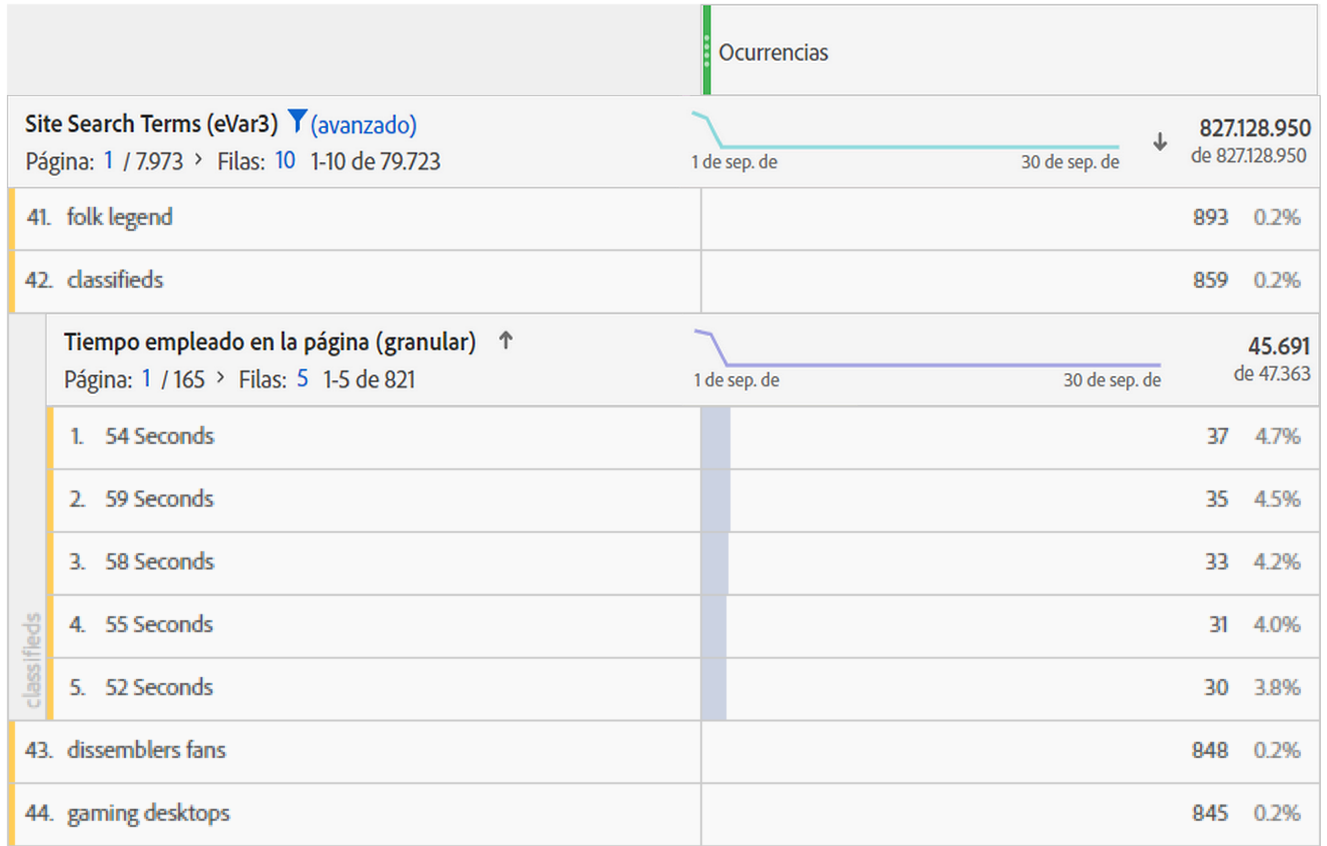 Ocurrencias
Site Search Terms (eVar3) (avanzado)
Página: 1 / 7.973 > Filas: 10 1-10 de 79.723
1 de sep. de
30 de sep. de
827.128.950
de 827.128.950
41. folk legend 893 0.2%
42. classifieds 859 0.2%
Tiempo empleado en la página (granular)
Página: 1 / 165 > Filas: 5 1-5 de 821
1 de sep. de
30 de sep. de
45.691
de 47.363
classifieds
1. 54 Seconds 37 4.7%
2. 59 Seconds 35 4.5%
3. 58 Seconds 33 4.2%
4. 55 Seconds 31 4.0%
5. 52 Seconds 30 3.8%
43. dissemblers fans 848 0.2%
44. gaming desktops 845 0.2%